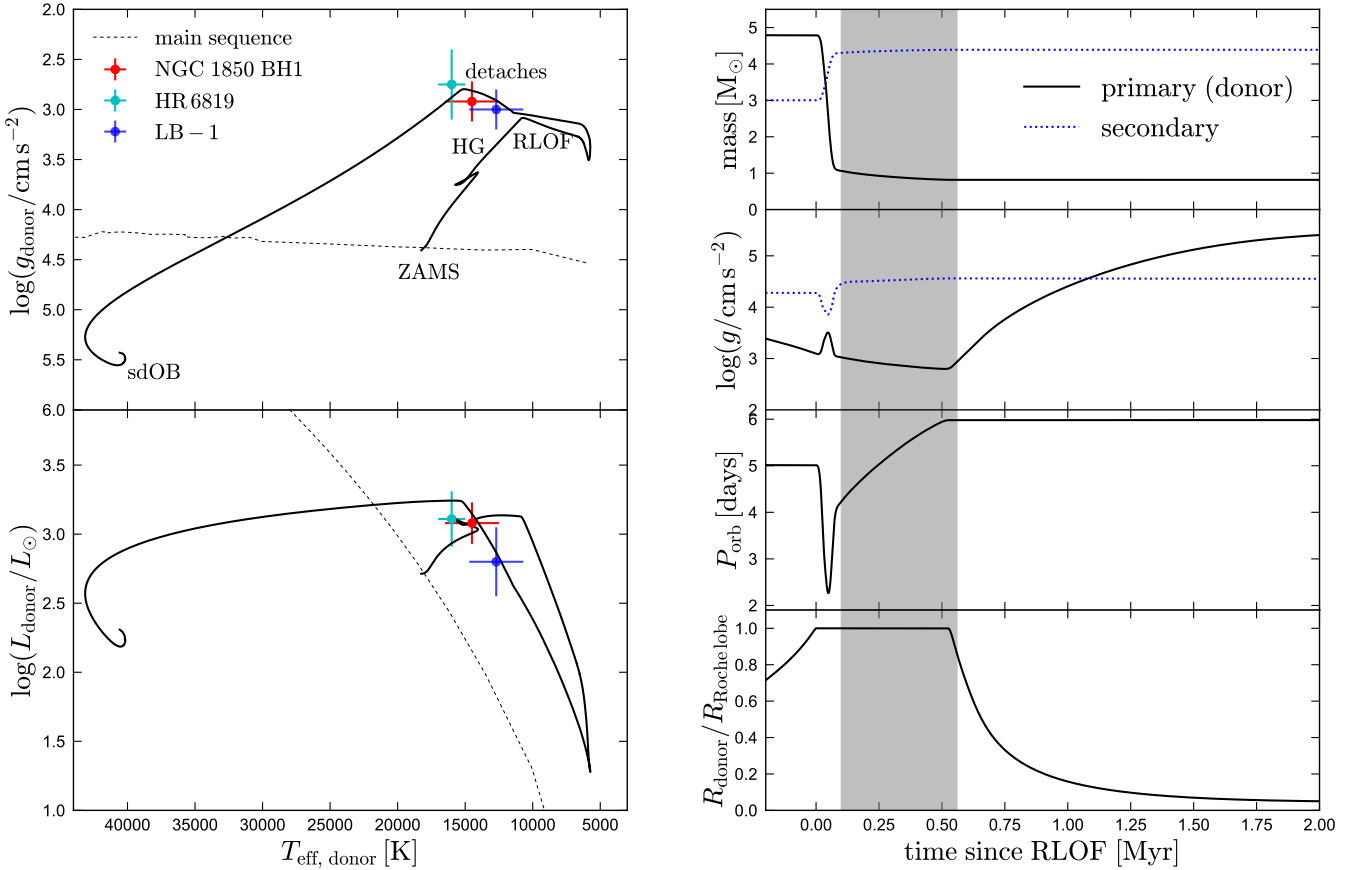 2.0
2.5
3.0
3.5
4.0
4.5
5.0
5.5
6.0
log(g_donor/cm s⁻²)
main sequence
NGC 1850 BH1
HR 6819
LB − 1
detaches
HG
RLOF
ZAMS
sdOB
3.5
3.0
2.5
2.0
1.5
1.0
log(L_donor/L_⊙)
40000 35000 30000 25000 20000 15000 10000 5000
T_eff, donor [K]
5
4
3
2
1
0
mass [M_⊙]
primary (donor)
secondary
5
4
3
2
log(g/cm s⁻²)
6
5
4
3
2
P_orb [days]
1.0
0.8
0.6
0.4
0.2
0.0
R_donor/R_Roche lobe
0.00 0.25 0.50 0.75 1.00 1.25 1.50 1.75 2.00
time since RLOF [Myr]